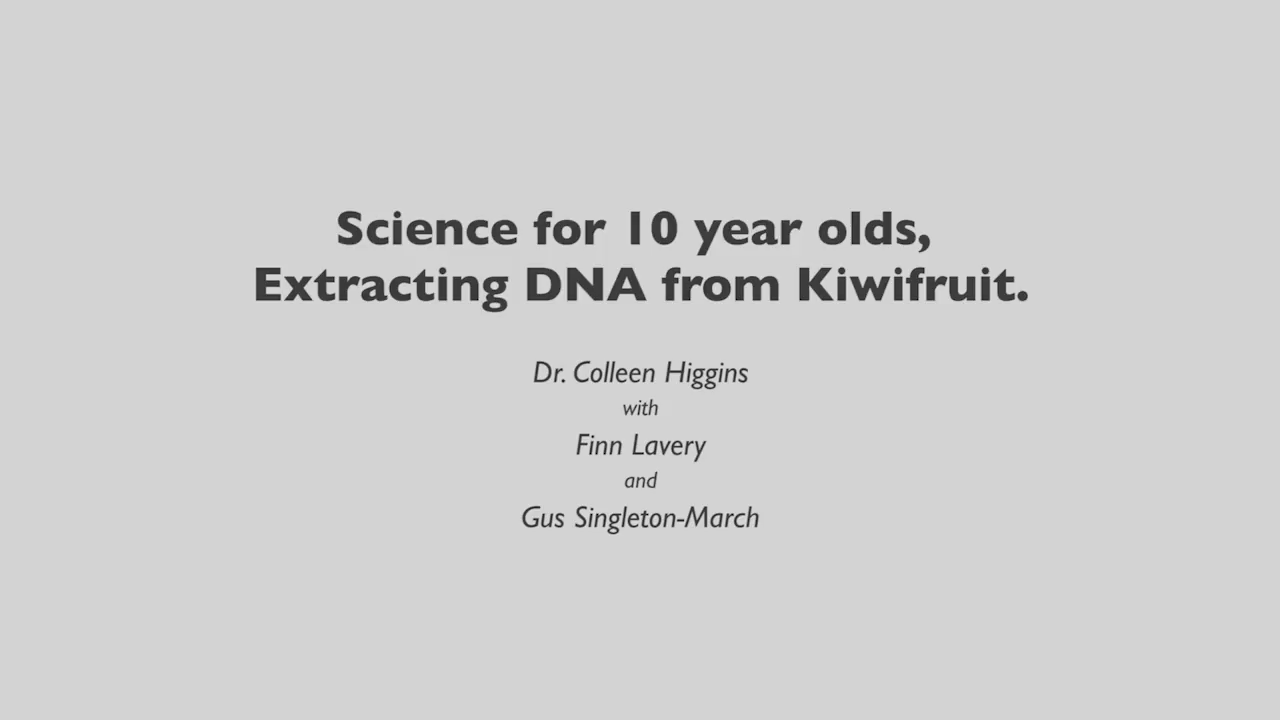 Science for 10 year olds,
Extracting DNA from Kiwifruit.
Dr. Colleen Higgins
with
Finn Lavery
and
Gus Singleton-March